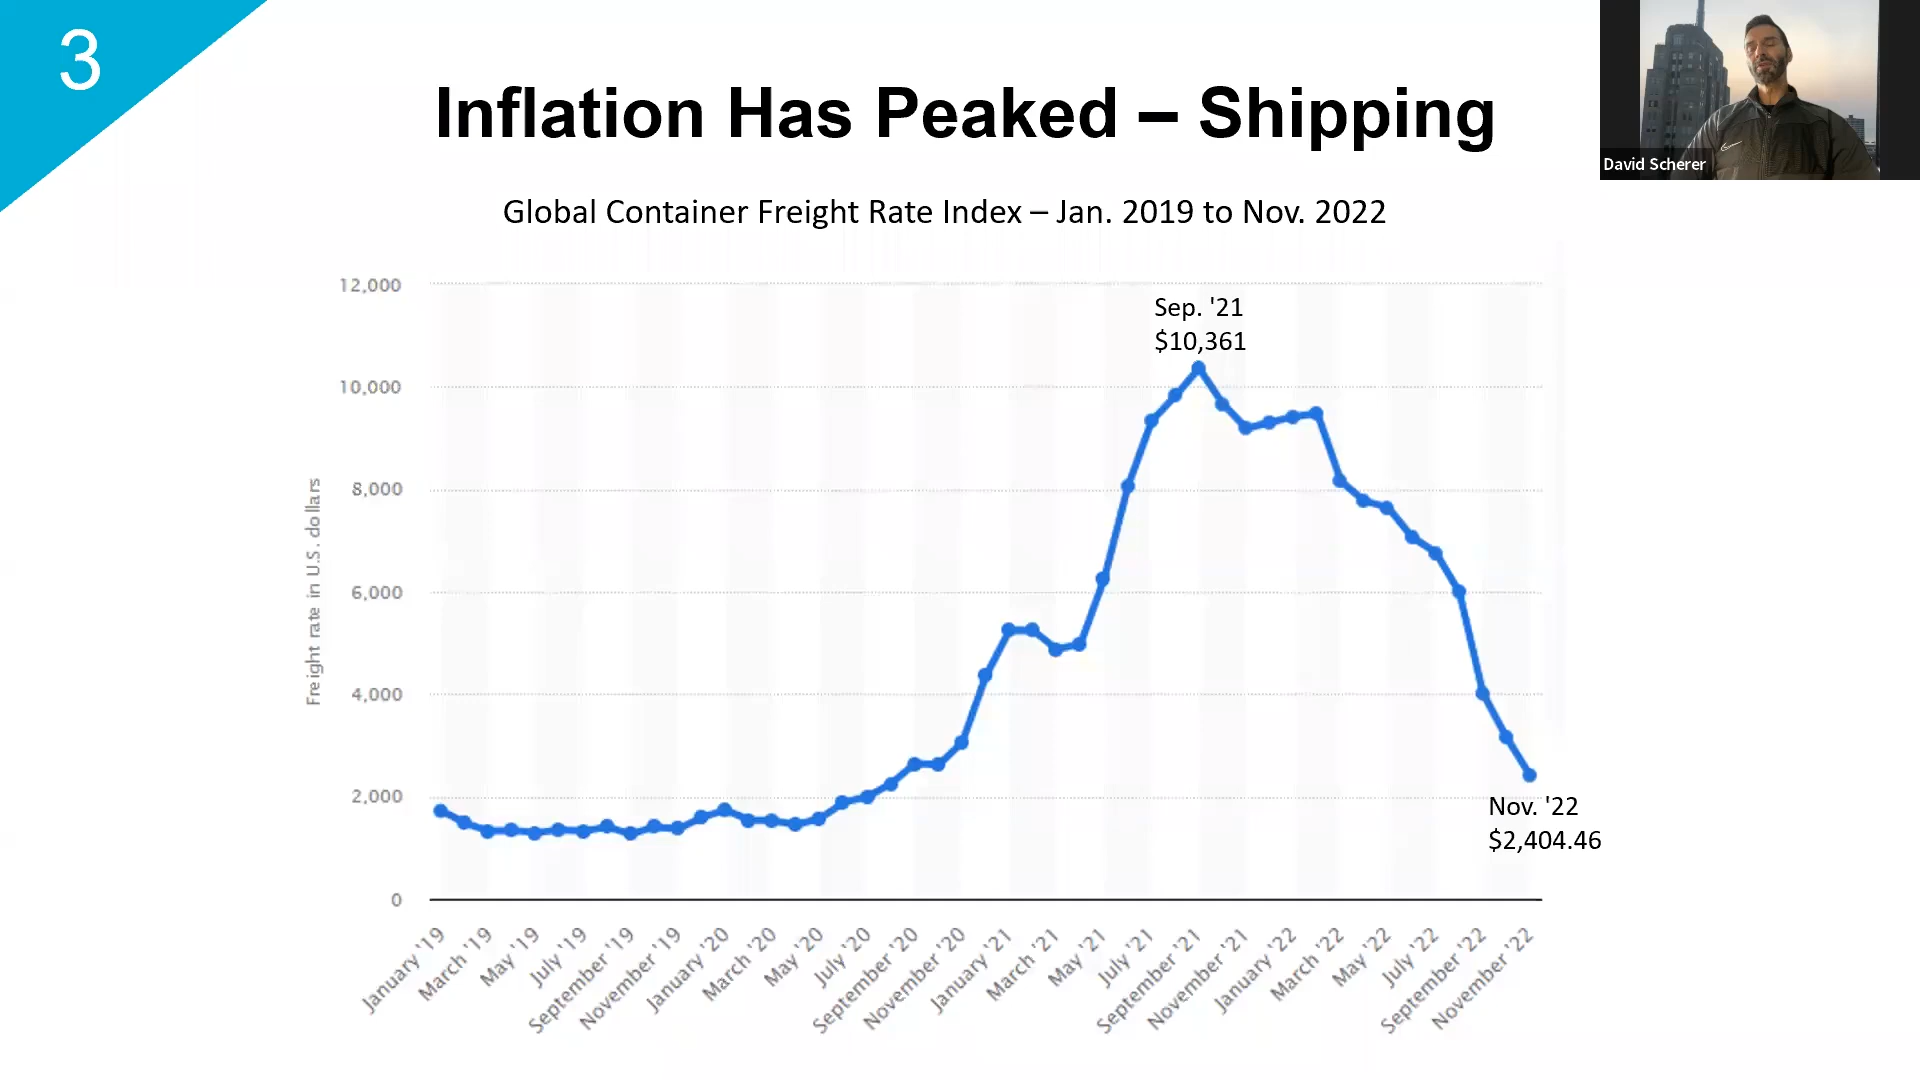 3
Inflation Has Peaked – Shipping
David Scherer
Global Container Freight Rate Index – Jan. 2019 to Nov. 2022
Freight rate in U.S. dollars
12,000
10,000
8,000
6,000
4,000
2,000
0
Sep. '21
$10,361
Nov. '22
$2,404.46
January '19
March '19
May '19
July '19
September '19
November '19
January '20
March '20
May '20
July '20
September '20
November '20
January '21
March '21
May '21
July '21
September '21
November '21
January '22
March '22
May '22
July '22
September '22
November '22